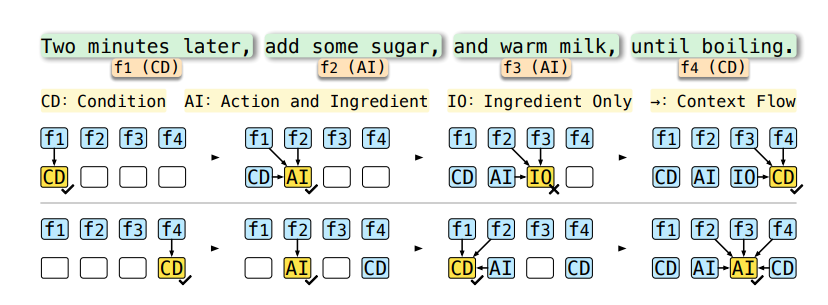 Two minutes later, add some sugar, and warm milk, until boiling.
f1 (CD) f2 (AI) f3 (AI) f4 (CD)
CD: Condition AI: Action and Ingredient IO: Ingredient Only →: Context Flow
f1 f2 f3 f4 f1 f2 f3 f4 f1 f2 f3 f4 f1 f2 f3 f4
CD CD AI CD AI IO CD AI IO CD
f1 f2 f3 f4 f1 f2 f3 f4 f1 f2 f3 f4 f1 f2 f3 f4
CD AI CD CD AI CD CD AI AI CD